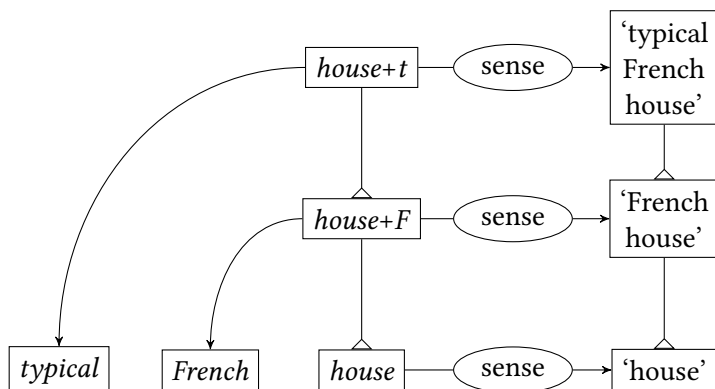 house+t sense ‘typical
French
house’
house+F sense ‘French
house’
typical French house sense ‘house’